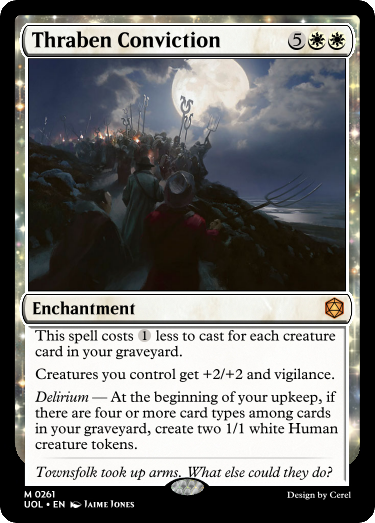 Thraben Conviction 5
Enchantment
This spell costs 1 less to cast for each creature
card in your graveyard.
Creatures you control get +2/+2 and vigilance.
Delirium — At the beginning of your upkeep, if
there are four or more card types among cards
in your graveyard, create two 1/1 white Human
creature tokens.
Townsfolk took up arms. What else could they do?
M 0261
UOL • EN Jaime Jones
Design by Cerel